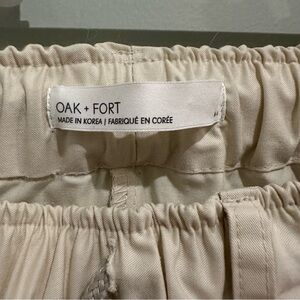 OAK + FORT
MADE IN KOREA | FABRIQUÉ EN CORÉE